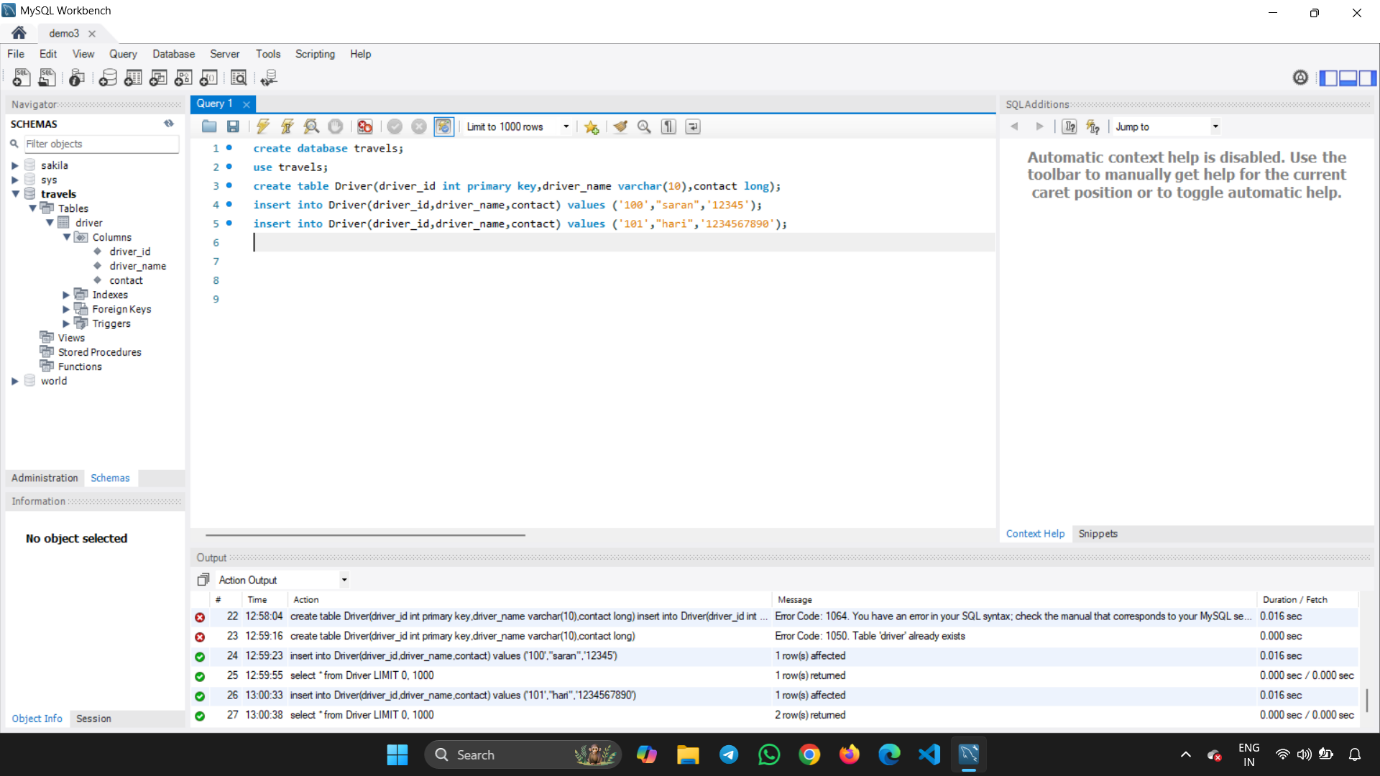 MySQL Workbench
demo3
File Edit View Query Database Server Tools Scripting Help
Navigator
SCHEMAS
Filter objects
sakila
sys
travels
Tables
driver
Columns
driver_id
driver_name
contact
Indexes
Foreign Keys
Triggers
Views
Stored Procedures
Functions
world
Administration Schemas
Information
No object selected
Object Info Session
Query 1
Limit to 1000 rows
1 create database travels;
2 use travels;
3 create table Driver(driver_id int primary key,driver_name varchar(10),contact long);
4 insert into Driver(driver_id,driver_name,contact) values ('100',"saran",'12345');
5 insert into Driver(driver_id,driver_name,contact) values ('101',"hari",'1234567890');
6
7
8
9
SQLAdditions
Jump to
Automatic context help is disabled. Use the
toolbar to manually get help for the current
caret position or to toggle automatic help.
Context Help Snippets
Output
Action Output
# Time Action Message Duration / Fetch
22 12:58:04 create table Driver(driver_id int primary key,driver_name varchar(10),contact long) insert into Driver(driver_id int ... Error Code: 1064. You have an error in your SQL syntax; check the manual that corresponds to your MySQL se... 0.016 sec
23 12:59:16 create table Driver(driver_id int primary key,driver_name varchar(10),contact long) Error Code: 1050. Table 'driver' already exists 0.000 sec
24 12:59:23 insert into Driver(driver_id,driver_name,contact) values ('100',"saran",'12345') 1 row(s) affected 0.016 sec
25 12:59:55 select * from Driver LIMIT 0, 1000 1 row(s) returned 0.000 sec / 0.000 sec
26 13:00:33 insert into Driver(driver_id,driver_name,contact) values ('101',"hari",'1234567890') 1 row(s) affected 0.016 sec
27 13:00:38 select * from Driver LIMIT 0, 1000 2 row(s) returned 0.000 sec / 0.000 sec
Search
ENG
IN